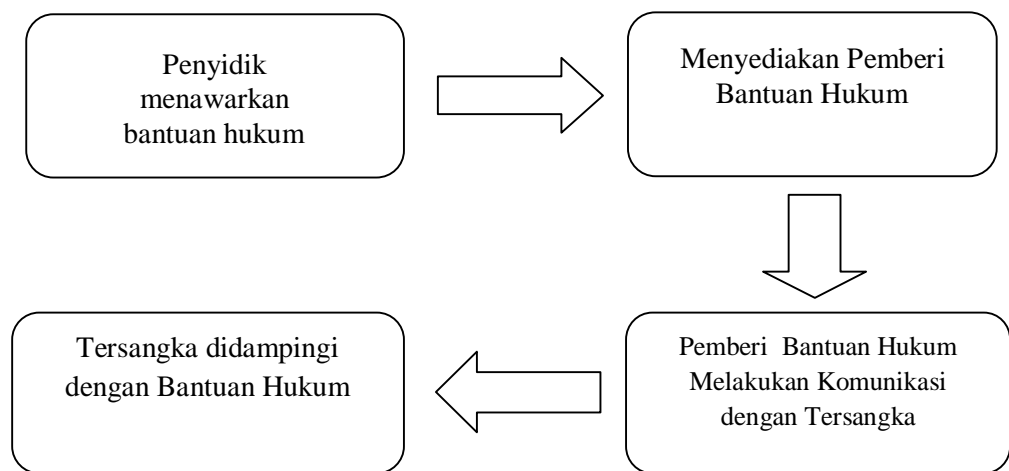 Penyidik
menawarkan
bantuan hukum
Menyediakan Pemberi
Bantuan Hukum
Pemberi Bantuan Hukum
Melakukan Komunikasi
dengan Tersangka
Tersangka didampingi
dengan Bantuan Hukum